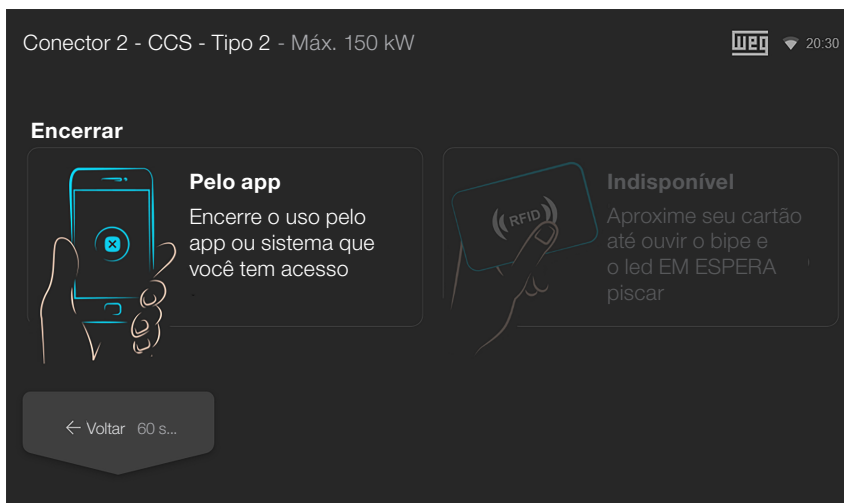 Conector 2 - CCS - Tipo 2 - Máx. 150 kW
weg
20:30
Encerrar
Pelo app
Encerre o uso pelo
app ou sistema que
você tem acesso
RFID
Indisponível
Aproxime seu cartão
até ouvir o bipe e
o led EM ESPERA
piscar
← Voltar 60 s...